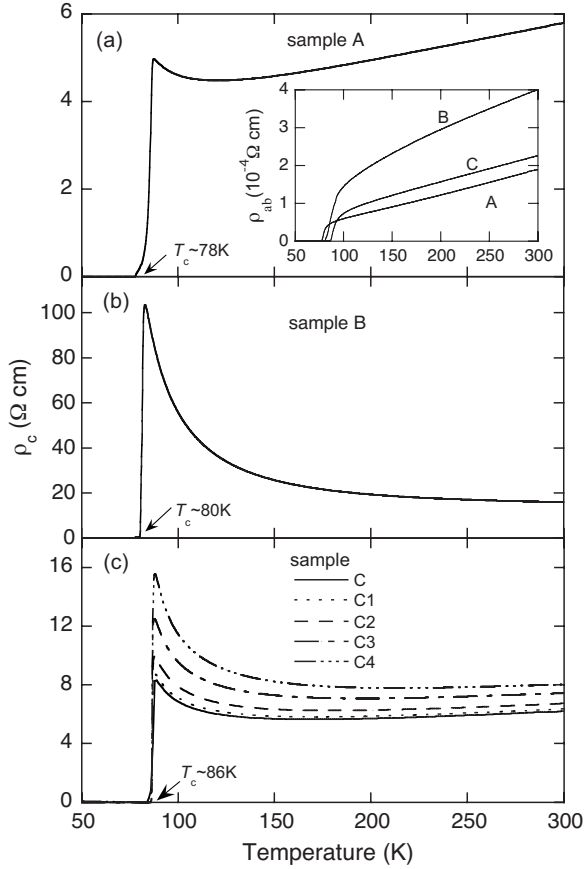 6
(a)
sample A
4
2
0
T_c~78K
4
3
2
1
0
ρ_ab (10^-4 Ω cm)
B
C
A
50
100
150
200
250
300
(b)
sample B
100
80
60
40
20
0
T_c~80K
ρ_c (Ω cm)
(c)
sample
C
C1
C2
C3
C4
16
12
8
4
0
T_c~86K
50
100
150
200
250
300
Temperature (K)